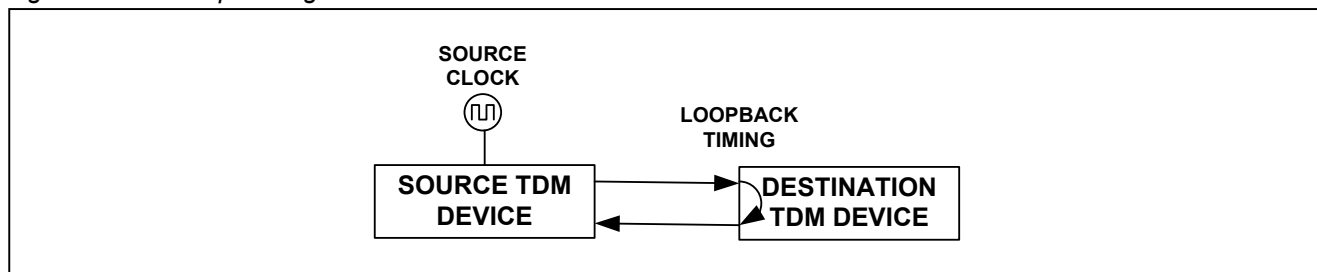 SOURCE
CLOCK
LOOPBACK
TIMING
SOURCE TDM
DEVICE
DESTINATION
TDM DEVICE